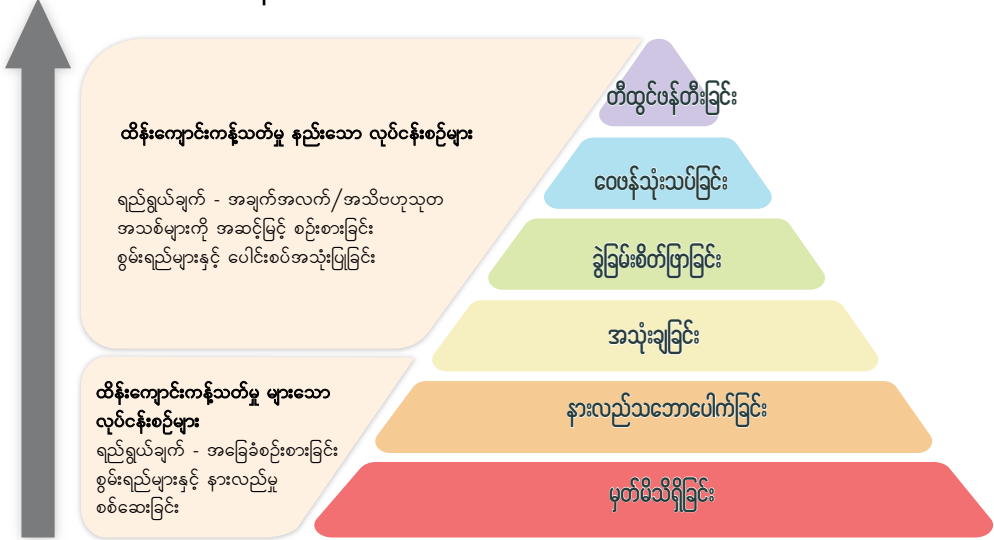 ထိန်းကျောင်းကန့်သတ်မှု နည်းသော လုပ်ငန်းစဉ်များ
ရည်ရွယ်ချက် - အချက်အလက်/အသိဗဟုသုတ
အသစ်များကို အဆင့်မြင့် စဉ်းစားခြင်း
စွမ်းရည်များနှင့် ပေါင်းစပ်အသုံးပြုခြင်း
ထိန်းကျောင်းကန့်သတ်မှု များသော
လုပ်ငန်းစဉ်များ
ရည်ရွယ်ချက် - အခြေခံစဉ်းစားခြင်း
စွမ်းရည်များနှင့် နားလည်မှု
စစ်ဆေးခြင်း
တီထွင်ဖန်တီးခြင်း
ဝေဖန်သုံးသပ်ခြင်း
ခွဲခြမ်းစိတ်ဖြာခြင်း
အသုံးချခြင်း
နားလည်သဘောပေါက်ခြင်း
မှတ်မိသိရှိခြင်း